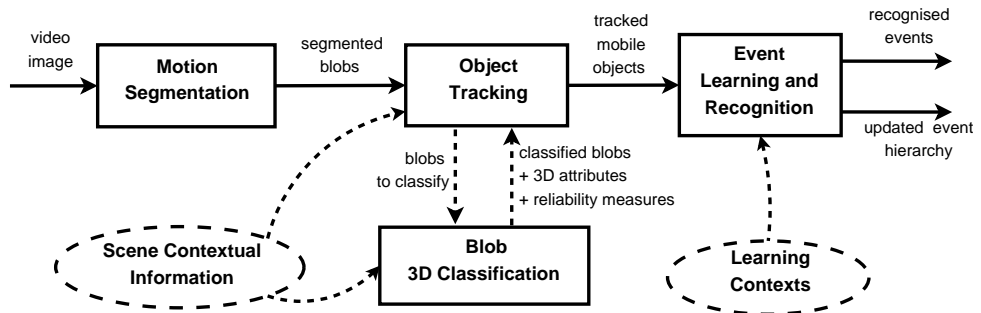 video
image
Motion
Segmentation
segmented
blobs
Object
Tracking
tracked
mobile
objects
Event
Learning and
Recognition
recognised
events
updated event
hierarchy
blobs
to classify
classified blobs
+ 3D attributes
+ reliability measures
Scene Contextual
Information
Blob
3D Classification
Learning
Contexts